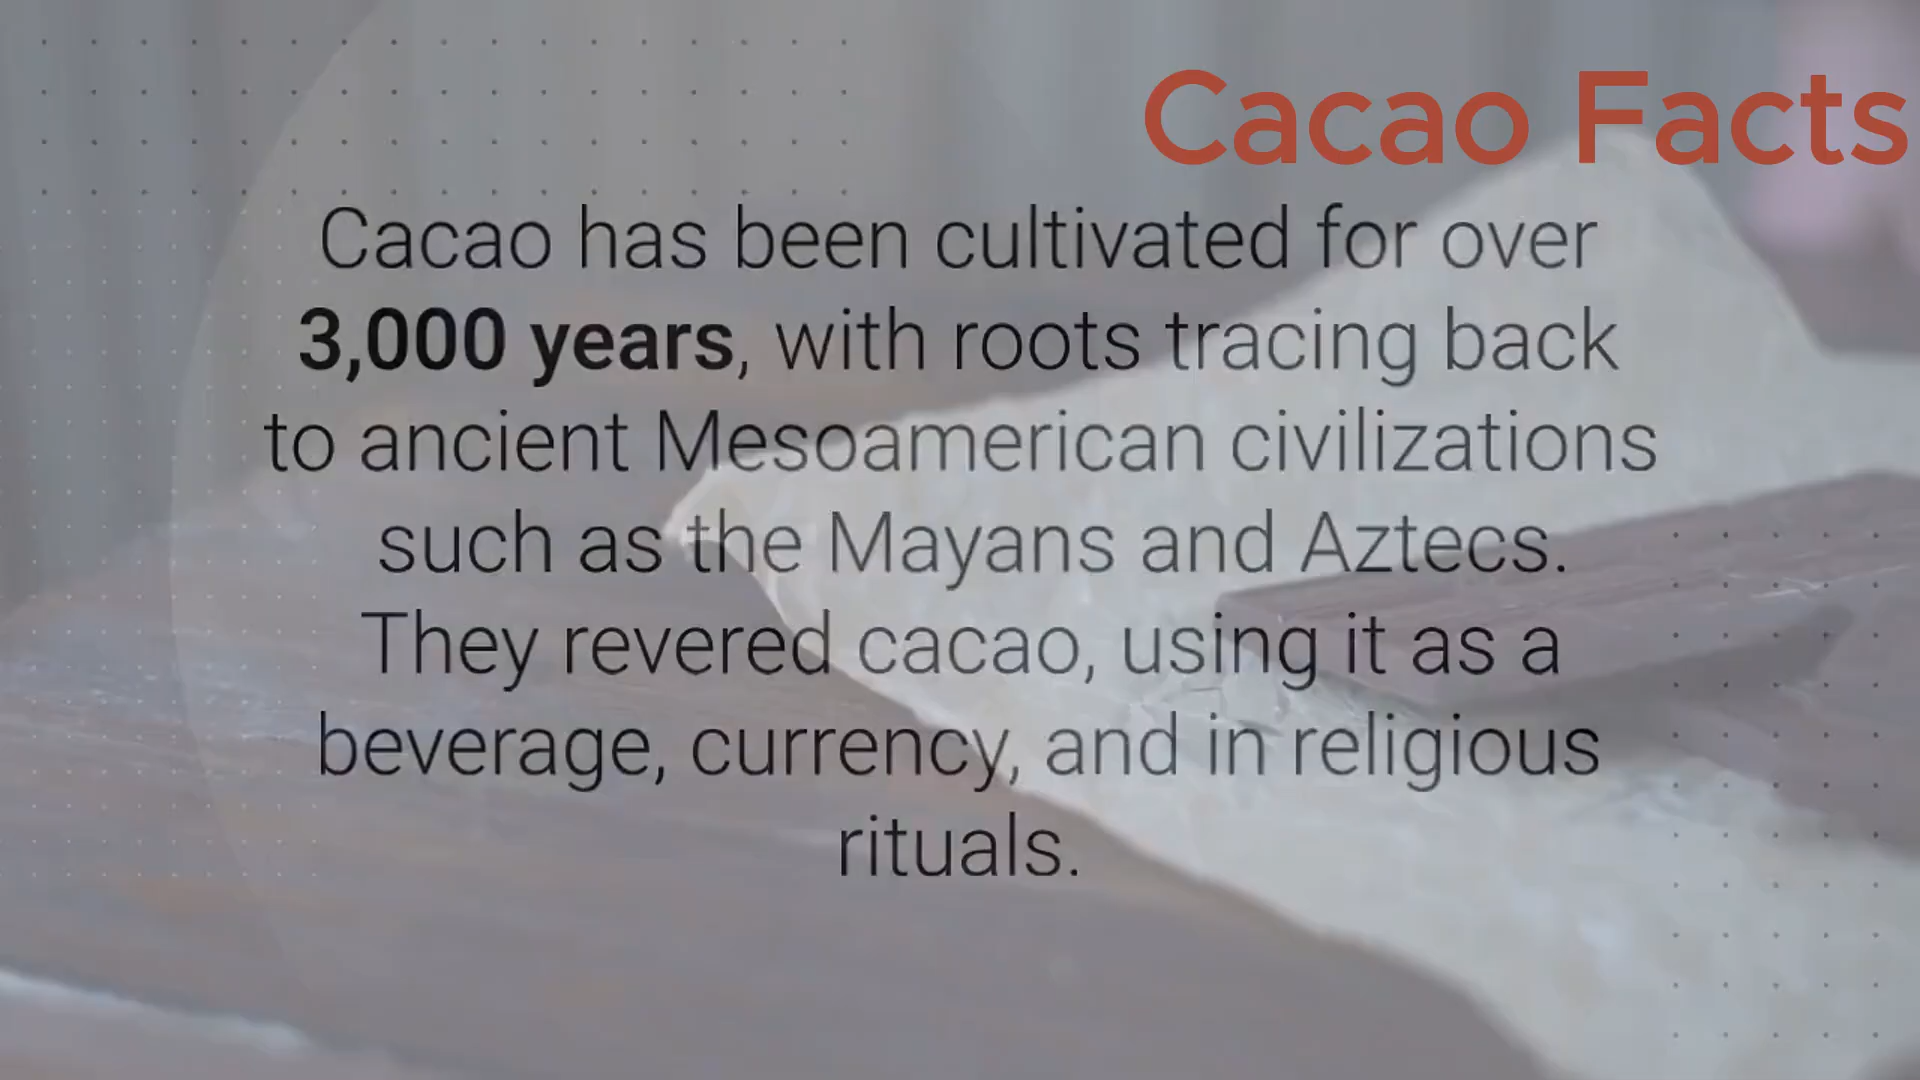 Cacao Facts
Cacao has been cultivated for over
3,000 years, with roots tracing back
to ancient Mesoamerican civilizations
such as the Mayans and Aztecs.
They revered cacao, using it as a
beverage, currency, and in religious
rituals.